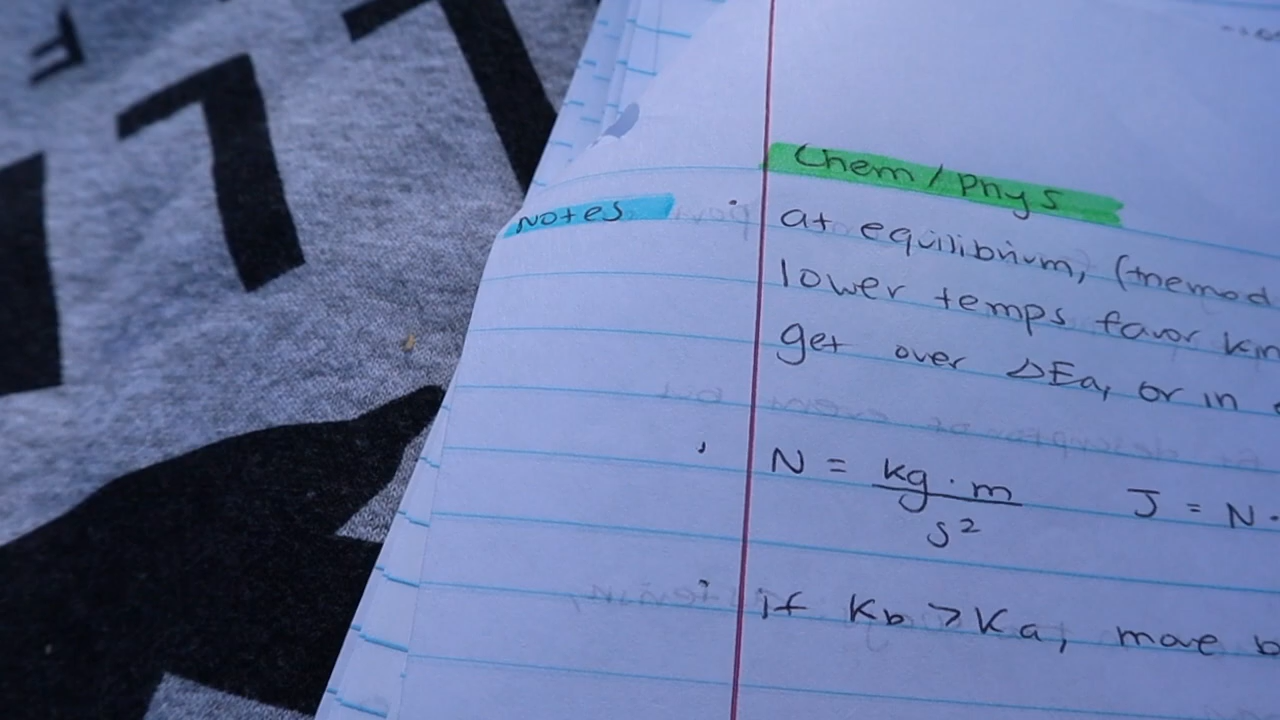 Chem/Phys
Notes
at equilibrium, (themod
lower temps favor kin
get over ΔEa, or in
N = kg·m / s² J = N·
if Kb > Ka, more b